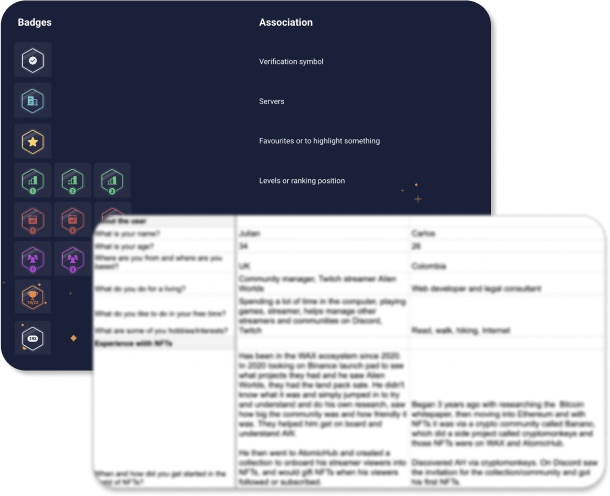 Badges
Association
Verification symbol
Servers
Favourites or to highlight something
Levels or ranking position
1
2
3
the user
What is your name?
Julian
Carlos
What is your age?
34
26
Where are you from and where are you
based?
UK
Colombia
What do you do for a living?
Community manager, Twitch streamer Alien
Worlds
Web developer and legal consultant
What do you like to do in your free time?
What are some of you hobbies/interests?
Spending a lot of time in the computer, playing
games, streamer, helps manage other
streamers and communities on Discord,
Twitch
Read, walk, hiking, Internet
Experience with NFTs
When and how did you get started in the
field of NFTs?
Has been in the WAX ecosystem since 2020.
In 2020 looking on Binance launch pad to see
what projects they had and he saw Alien
Worlds, they had the land pack sale. He didn't
know what it was and simply jumped in to try
and understand and do his own research, saw
how big the community was and how friendly it
was. They helped him get on board and
understand AW.
He then went to AtomicHub and created a
collection to onboard his streamer viewers into
NFTs, and would gift NFTs when his viewers
followed or subscribed.
Began 3 years ago with researching the Bitcoin
whitepaper, then moving into Ethereum and with
NFTs it was via a crypto community called Banano,
which did a side project called cryptomonkeys and
those NFTs were on WAX and AtomicHub.
Discovered AW via cryptomonkeys. On Discord saw
the invitation for the collection/community and got
his first NFTs.